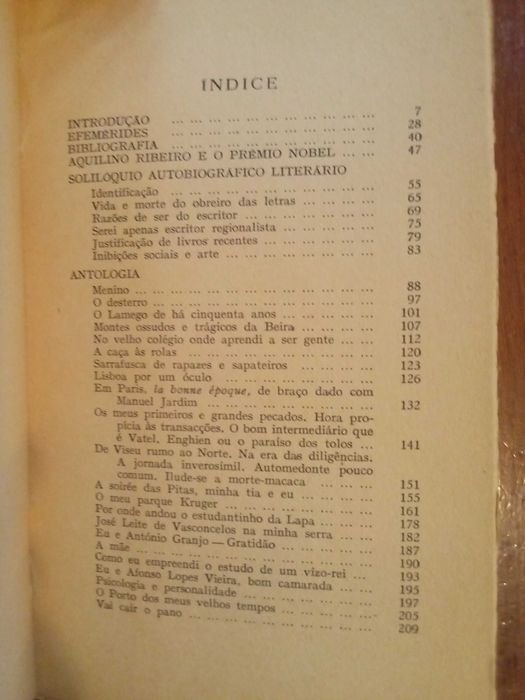 ÍNDICE
INTRODUÇÃO ... ... ... ... ... ... ... ... ... ... 7
EFEMÉRIDES ... ... ... ... ... ... ... ... ... ... 28
BIBLIOGRAFIA ... ... ... ... ... ... ... ... ... ... 40
AQUILINO RIBEIRO E O PRÉMIO NOBEL ... ... 47
SOLILÓQUIO AUTOBIOGRÁFICO LITERÁRIO
Identificação ... ... ... ... ... ... ... ... ... ... 55
Vida e morte do obreiro das letras ... ... ... ... 65
Razões de ser do escritor ... ... ... ... ... ... ... 69
Serei apenas escritor regionalista ... ... ... ... 75
Justificação de livros recentes ... ... ... ... ... 79
Inibições sociais e arte ... ... ... ... ... ... ... 83
ANTOLOGIA
Menino ... ... ... ... ... ... ... ... ... ... ... ... 88
O desterro ... ... ... ... ... ... ... ... ... ... ... 97
O Lamego de há cinquenta anos ... ... ... ... ... 101
Montes ossudos e trágicos da Beira ... ... ... ... 107
No velho colégio onde aprendi a ser gente ... ... 112
A caça às rolas ... ... ... ... ... ... ... ... ... 120
Sarrafusca de rapazes e sapateiros ... ... ... ... 123
Lisboa por um óculo ... ... ... ... ... ... ... ... 126
Em Paris, la bonne époque, de braço dado com
Manuel Jardim ... ... ... ... ... ... ... ... ... 132
Os meus primeiros e grandes pecados. Hora pro-
pícia às transacções. O bom intermediário que
é Vatel. Enghien ou o paraíso dos tolos ... ... 141
De Viseu rumo ao Norte. Na era das diligências.
A jornada inverosímil. Automedonte pouco
comum. Ilude-se a morte-macaca ... ... ... ... 151
A soirée das Pitas, minha tia e eu ... ... ... ... 155
O meu parque Kruger ... ... ... ... ... ... ... ... 161
Por onde andou o estudantinho da Lapa ... ... ... 178
José Leite de Vasconcelos na minha serra ... ... 182
Eu e António Granjo — Gratidão ... ... ... ... ... 187
A mãe ... ... ... ... ... ... ... ... ... ... ... ... 190
Como eu empreendi o estudo de um vizo-rei ... ... 193
Eu e Afonso Lopes Vieira, bom camarada ... ... ... 195
Psicologia e personalidade ... ... ... ... ... ... 197
O Porto dos meus velhos tempos ... ... ... ... ... 205
Vai cair o pano ... ... ... ... ... ... ... ... ... 209